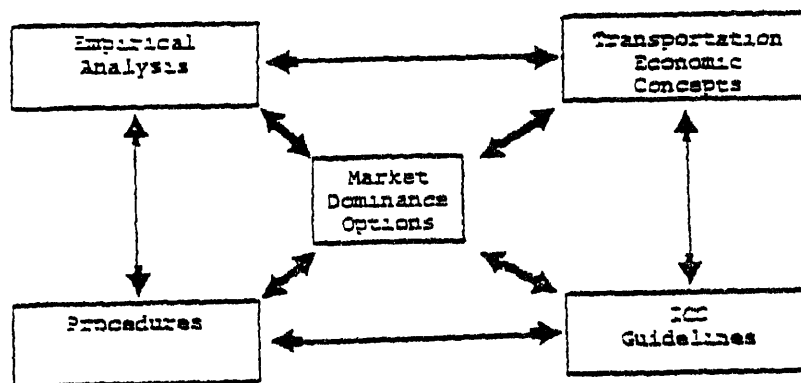 Empirical
Analysis
Transportation
Economic
Concepts
Market
Dominance
Options
Procedures
ICC
Guidelines